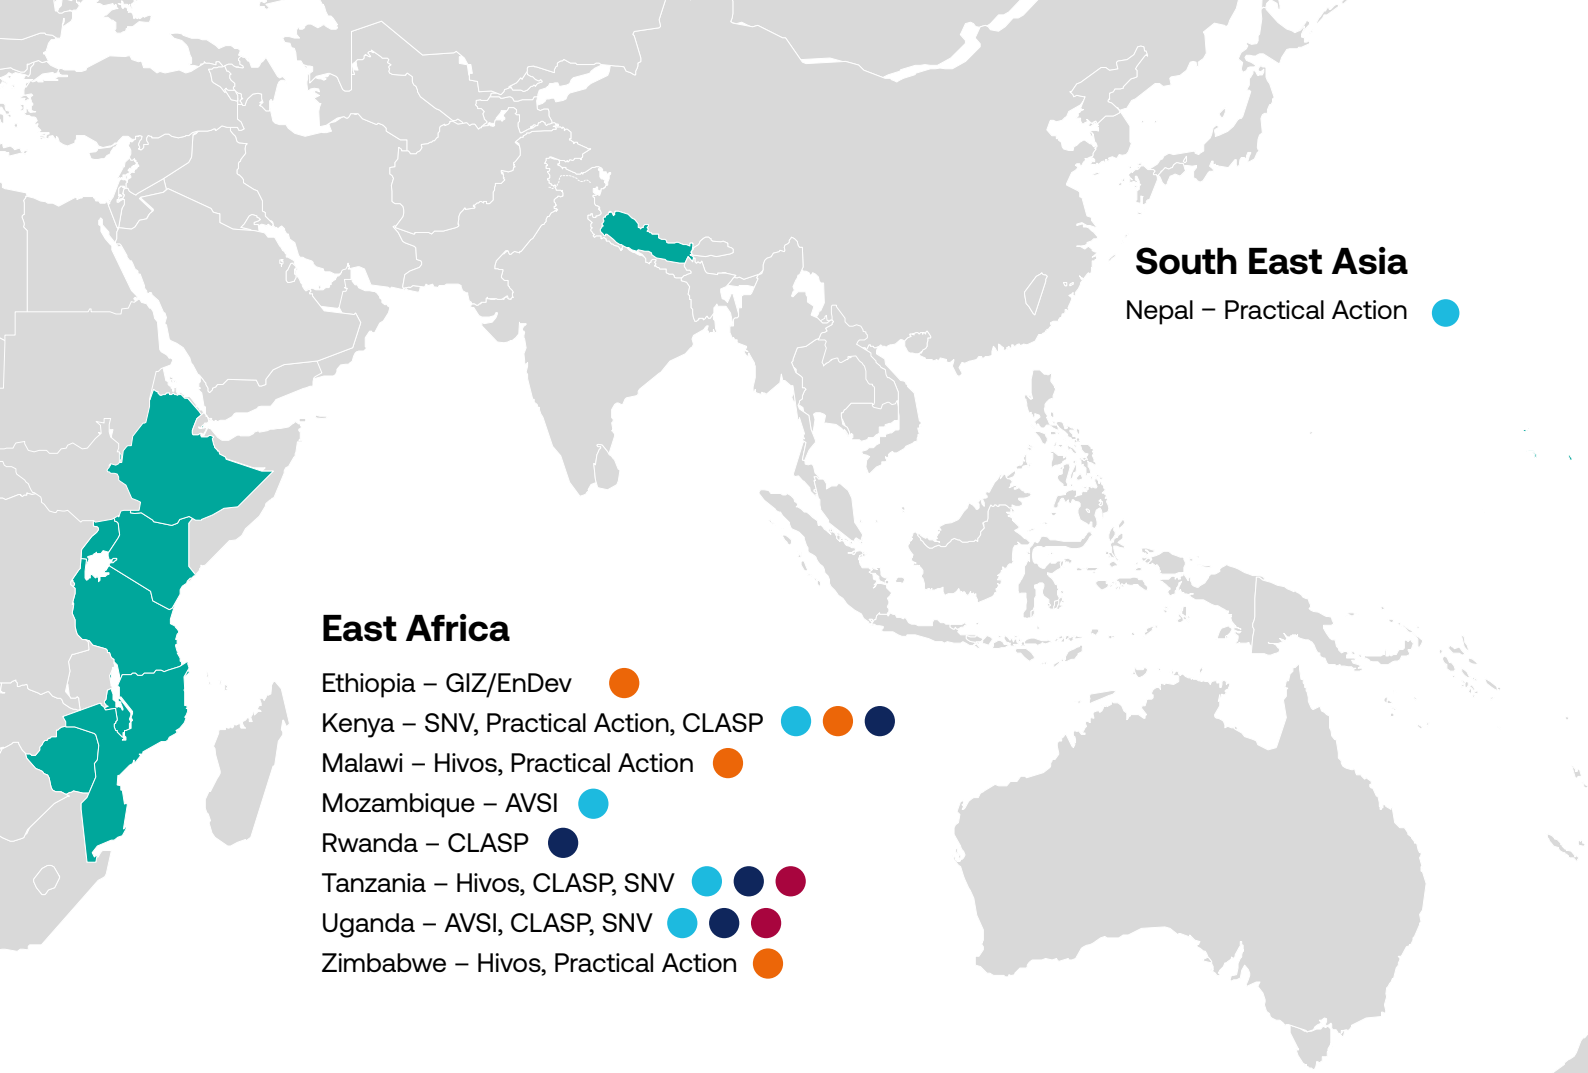 South East Asia
Nepal – Practical Action
East Africa
Ethiopia – GIZ/EnDev
Kenya – SNV, Practical Action, CLASP
Malawi – Hivos, Practical Action
Mozambique – AVSI
Rwanda – CLASP
Tanzania – Hivos, CLASP, SNV
Uganda – AVSI, CLASP, SNV
Zimbabwe – Hivos, Practical Action